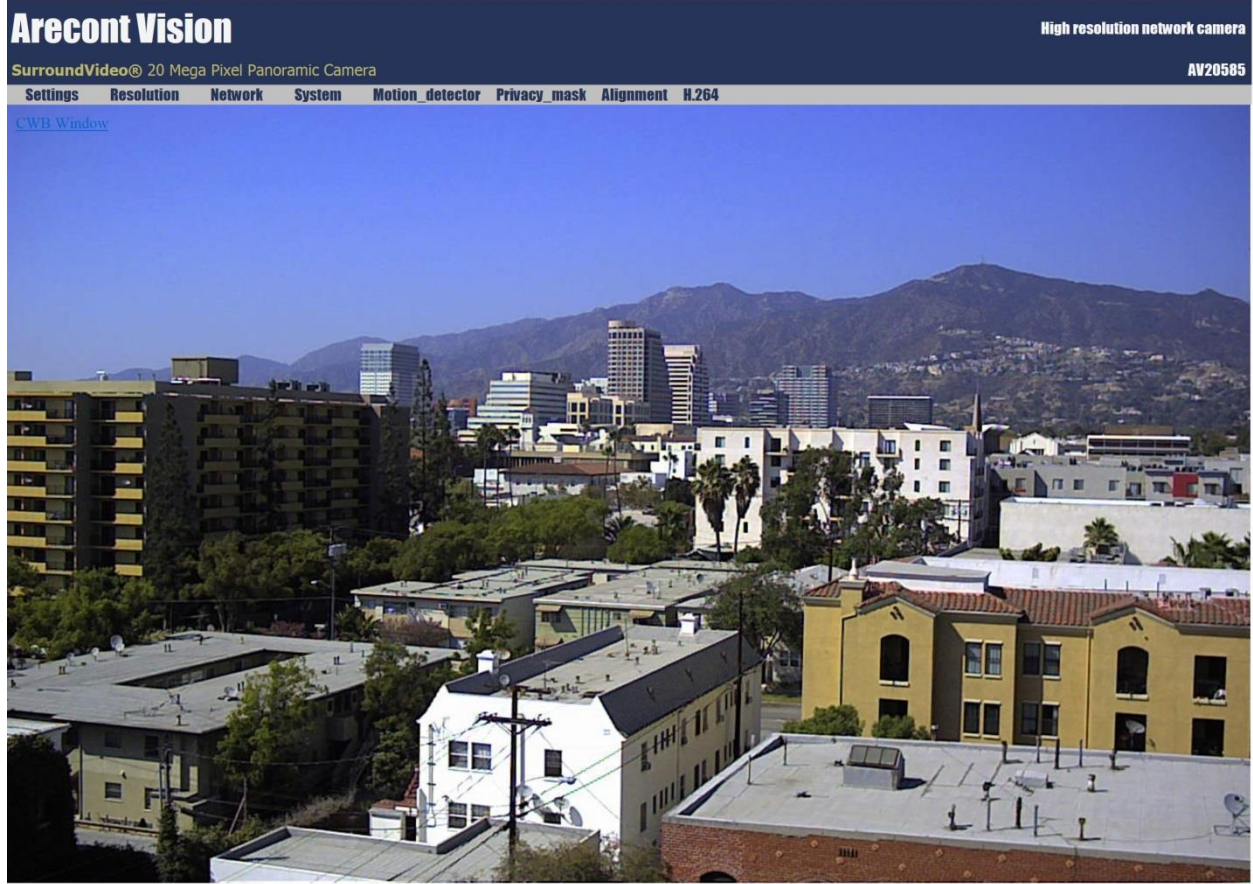 Arecont Vision
High resolution network camera
SurroundVideo® 20 Mega Pixel Panoramic Camera
AV20585
Settings Resolution Network System Motion_detector Privacy_mask Alignment H.264
CWB Window